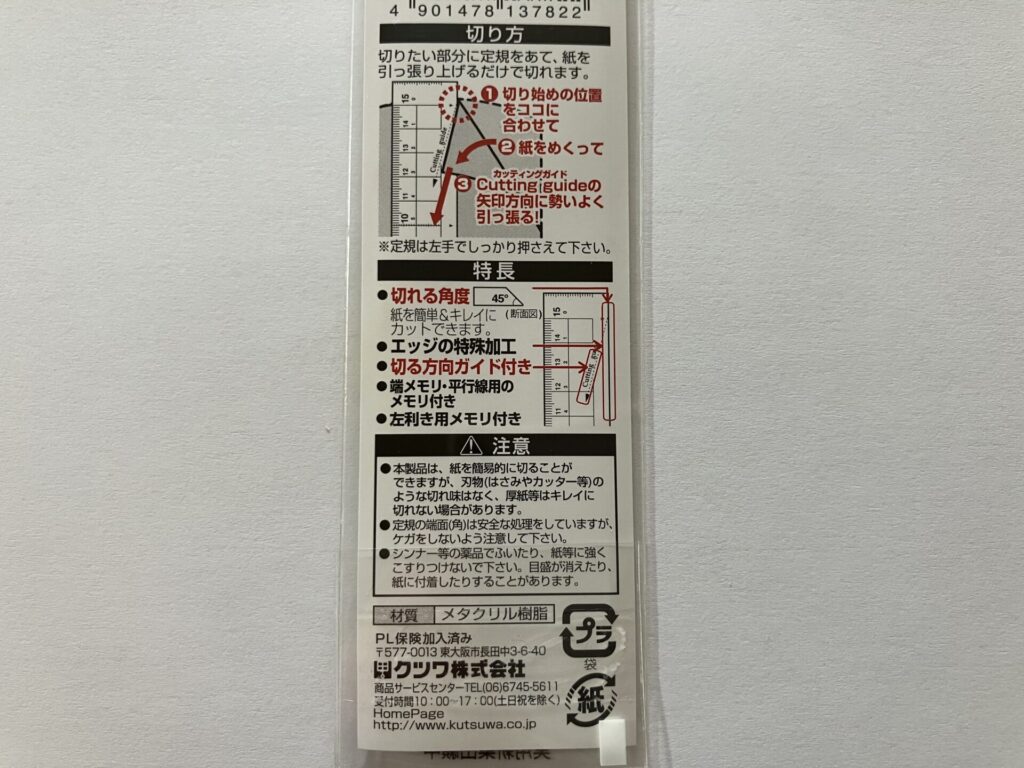 4 901478 137822
切り方
切りたい部分に定規をあて、紙を
引っ張り上げるだけで切れます。
15
14
13
12
11
10
Cutting guide
❶切り始めの位置
をココに
合わせて
❷紙をめくって
カッティングガイド
❸Cutting guideの
矢印方向に勢いよく
引っ張る!
※定規は左手でしっかり押さえて下さい。
特長
●切れる角度
45°
(断面図)
紙を簡単&キレイに
カットできます。
●エッジの特殊加工
●切る方向ガイド付き
●端メモリ・平行線用の
メモリ付き
●左利き用メモリ付き
15
14
13
12
11
Cutting gu
⚠ 注意
●本製品は、紙を簡易的に切ることが
できますが、刃物(はさみやカッター等)の
ような切れ味はなく、厚紙等はキレイに
切れない場合があります。
●定規の端面(角)は安全な処理をしていますが、
ケガをしないよう注意して下さい。
●シンナー等の薬品でふいたり、紙等に強く
こすりつけないで下さい。目盛が消えたり、
紙に付着したりすることがあります。
材質 メタクリル樹脂
PL保険加入済み
〒577-0013 東大阪市長田中3-6-40
クツワ株式会社
商品サービスセンターTEL(06)6745-5611
受付時間10：00〜17：00(土日祝を除く)
HomePage
http://www.kutsuwa.co.jp
プラ
袋
紙